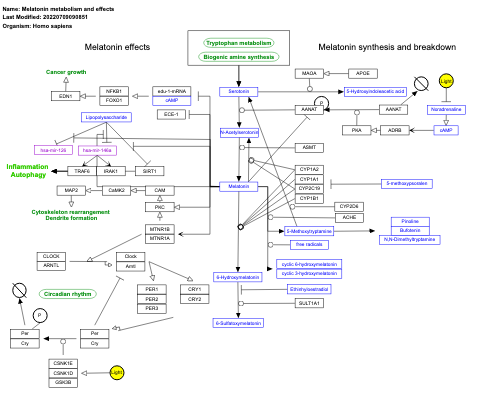 Name: Melatonin metabolism and effects
Last Modified: 20220709090851
Organism: Homo sapiens
Melatonin effects
Tryptophan metabolism
Biogenic amine synthesis
Melatonin synthesis and breakdown
Cancer growth
EDN1
NFKB1
FOXO1
edu-1-mRNA
cAMP
ECE-1
Serotonin
MAOA
APOE
5-Hydroxyindoleacetic acid
P
AANAT
AANAT
Light
Noradrenaline
PKA
ADRB
cAMP
Lipopolysaccharide
N-Acetylserotonin
ASMT
hsa-mir-126
hsa-mir-146a
Inflammation
Autophagy
TRAF6
IRAK1
SIRT1
MAP2
CaMK2
CAM
PKC
Cytoskeleton rearrangement
Dendrite formation
Melatonin
CYP1A2
CYP1A1
CYP2C19
CYP1B1
5-methoxypsoralen
CYP2D6
ACHE
5-Methoxytryptamine
Pinoline
Bufotenine
N,N-Dimethyltryptamine
free radicals
MTNR1B
MTNR1A
CLOCK
ARNTL
Clock
Arntl
cyclic 6-hydroxymelatonin
cyclic 3-hydroxymelatonin
6-Hydroxymelatonin
Ethinylestradiol
SULT1A1
6-Sulfatoxymelatonin
Circadian rhythm
PER1
PER2
PER3
CRY1
CRY2
P
Per
Cry
Per
Cry
CSNK1E
CSNK1D
GSK3B
Light